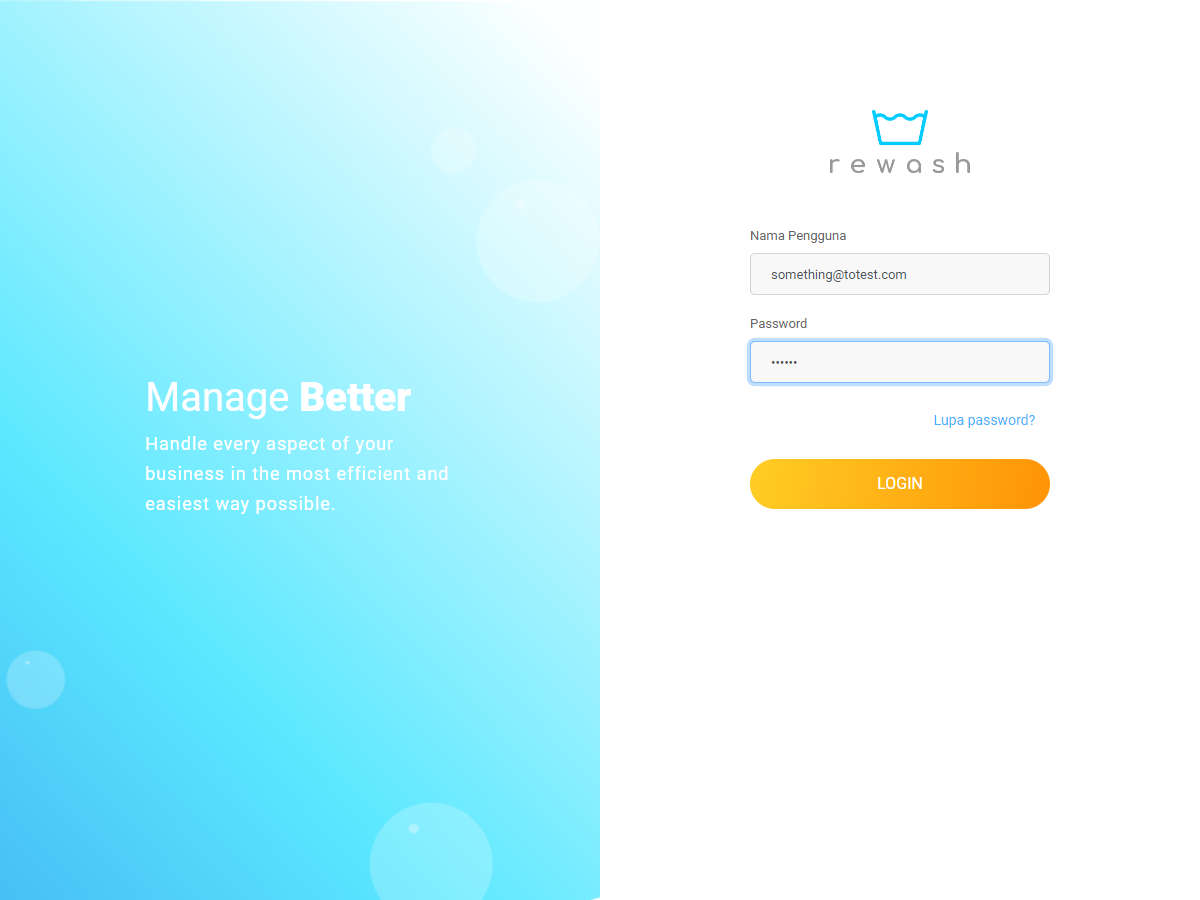 Manage Better
Handle every aspect of your
business in the most efficient and
easiest way possible.
rewash
Nama Pengguna
something@totest.com
Password
••••••
Lupa password?
LOGIN